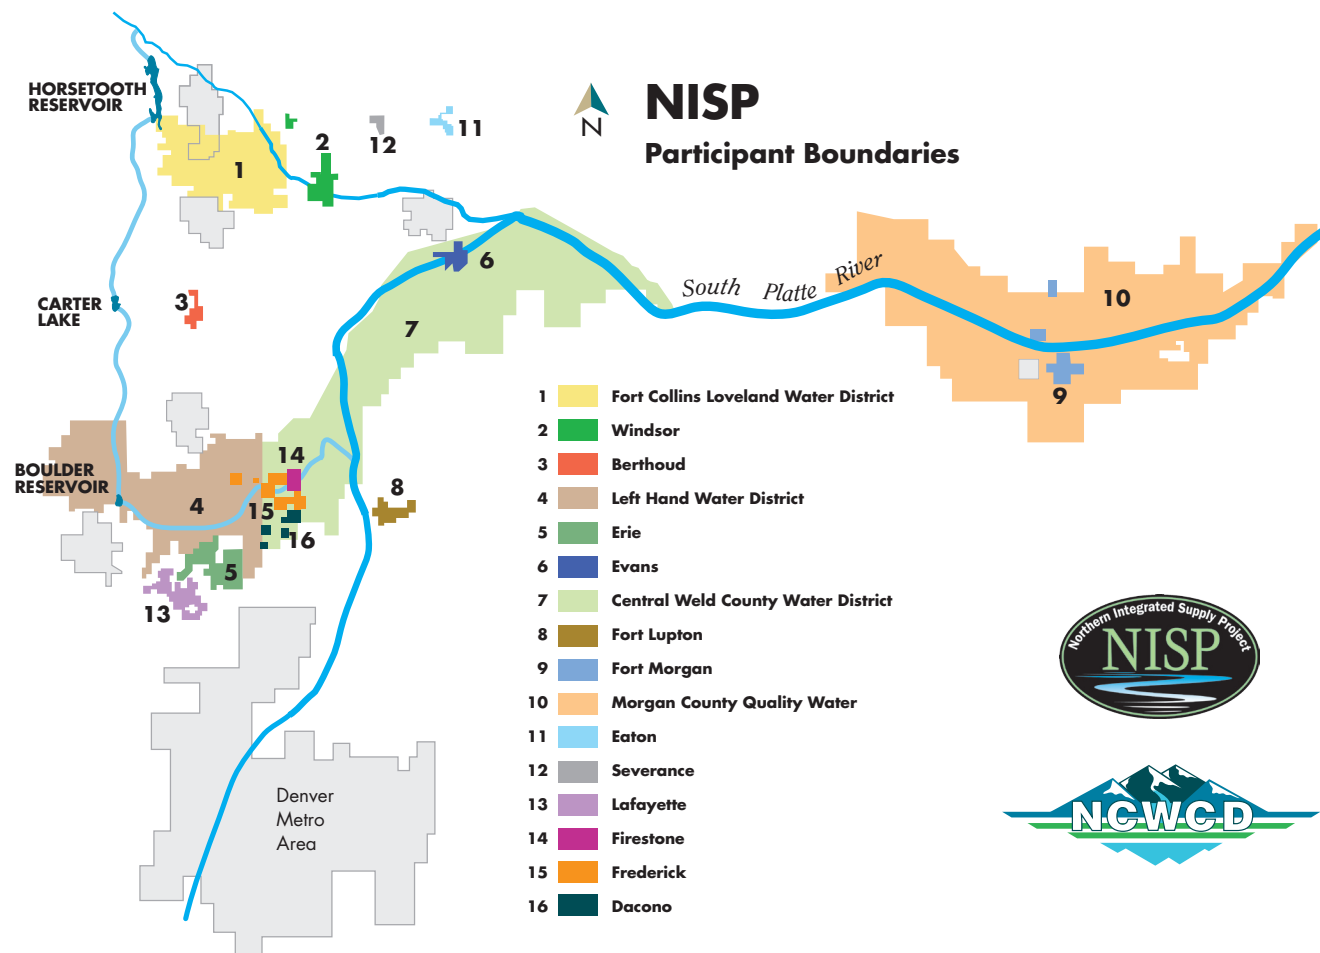 NISP
Participant Boundaries
N
HORSETOOTH
RESERVOIR
CARTER
LAKE
BOULDER
RESERVOIR
1
2
12
11
3
6
7
South Platte River
10
9
14
4
15
16
8
5
13
Denver
Metro
Area
1 Fort Collins Loveland Water District
2 Windsor
3 Berthoud
4 Left Hand Water District
5 Erie
6 Evans
7 Central Weld County Water District
8 Fort Lupton
9 Fort Morgan
10 Morgan County Quality Water
11 Eaton
12 Severance
13 Lafayette
14 Firestone
15 Frederick
16 Dacono
Northern Integrated Supply Project
NISP
NCWCD